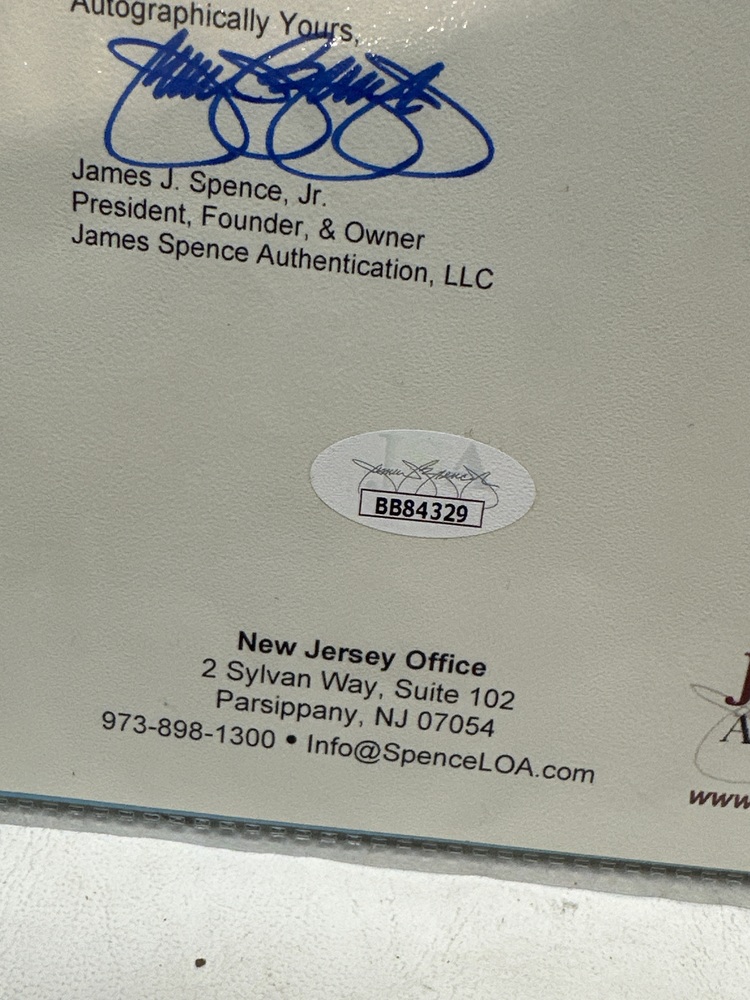 Autographically Yours,
James J. Spence, Jr.
President, Founder, & Owner
James Spence Authentication, LLC
BB84329
New Jersey Office
2 Sylvan Way, Suite 102
Parsippany, NJ 07054
973-898-1300 • Info@SpenceLOA.com
J
A
www